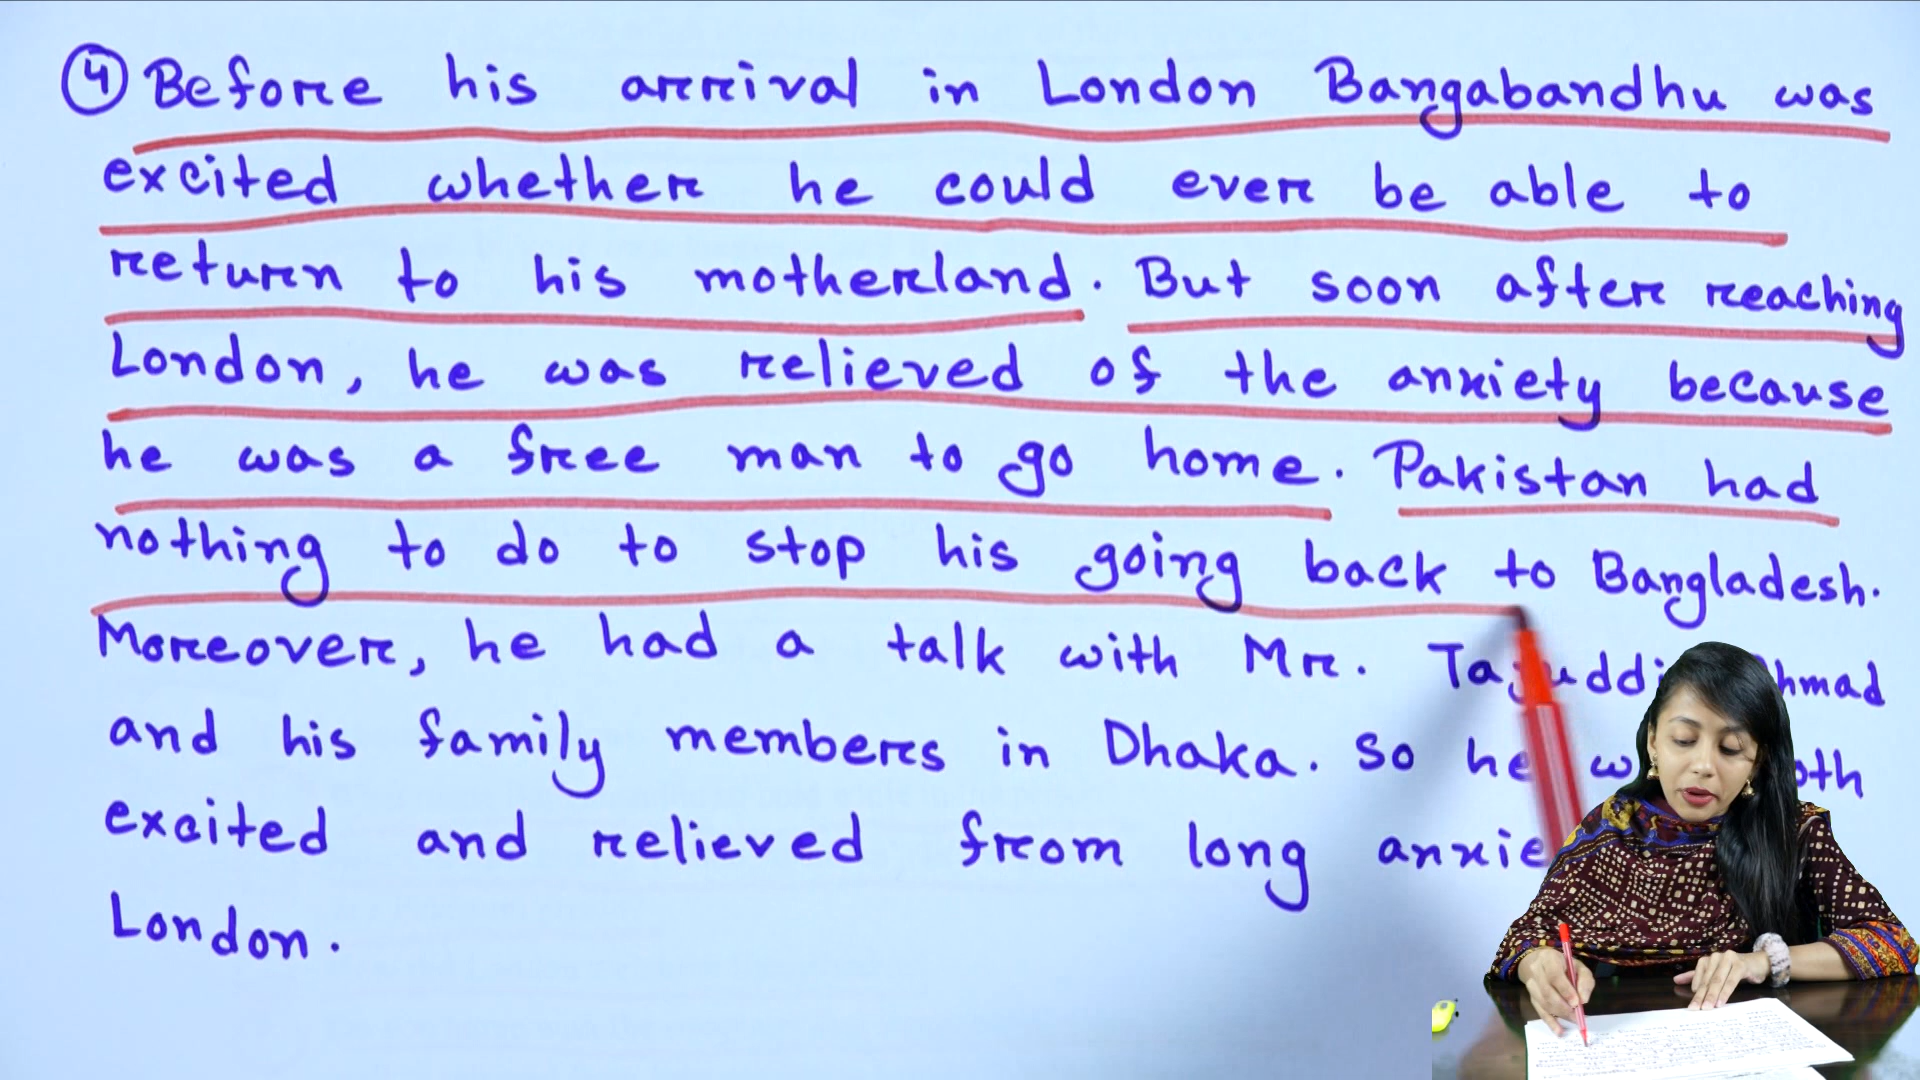 4 Before his arrival in London Bangabandhu was
excited whether he could ever be able to
return to his motherland. But soon after reaching
London, he was relieved of the anxiety because
he was a free man to go home. Pakistan had
nothing to do to stop his going back to Bangladesh.
Moreover, he had a talk with Mr.
and his family members in Dhaka. So he
excited and relieved from long
London.